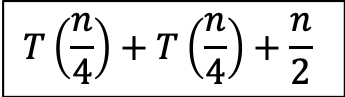 T(n/4) + T(n/4) + n/2